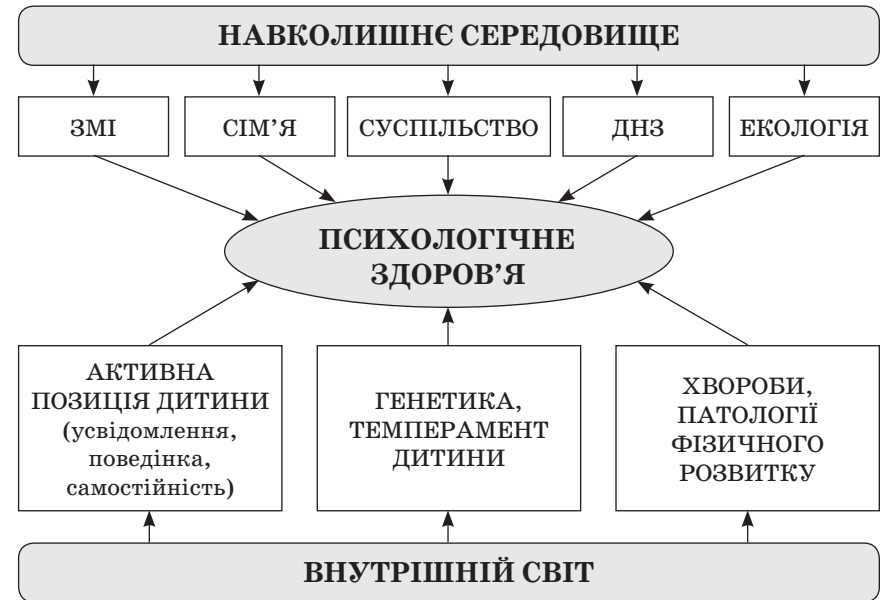 НАВКОЛИШНЄ СЕРЕДОВИЩЕ
ЗМІ
СІМ’Я
СУСПІЛЬСТВО
ДНЗ
ЕКОЛОГІЯ
ПСИХОЛОГІЧНЕ
ЗДОРОВ’Я
АКТИВНА
ПОЗИЦІЯ ДИТИНИ
(усвідомлення,
поведінка,
самостійність)
ГЕНЕТИКА,
ТЕМПЕРАМЕНТ
ДИТИНИ
ХВОРОБИ,
ПАТОЛОГІЇ
ФІЗИЧНОГО
РОЗВИТКУ
ВНУТРІШНІЙ СВІТ